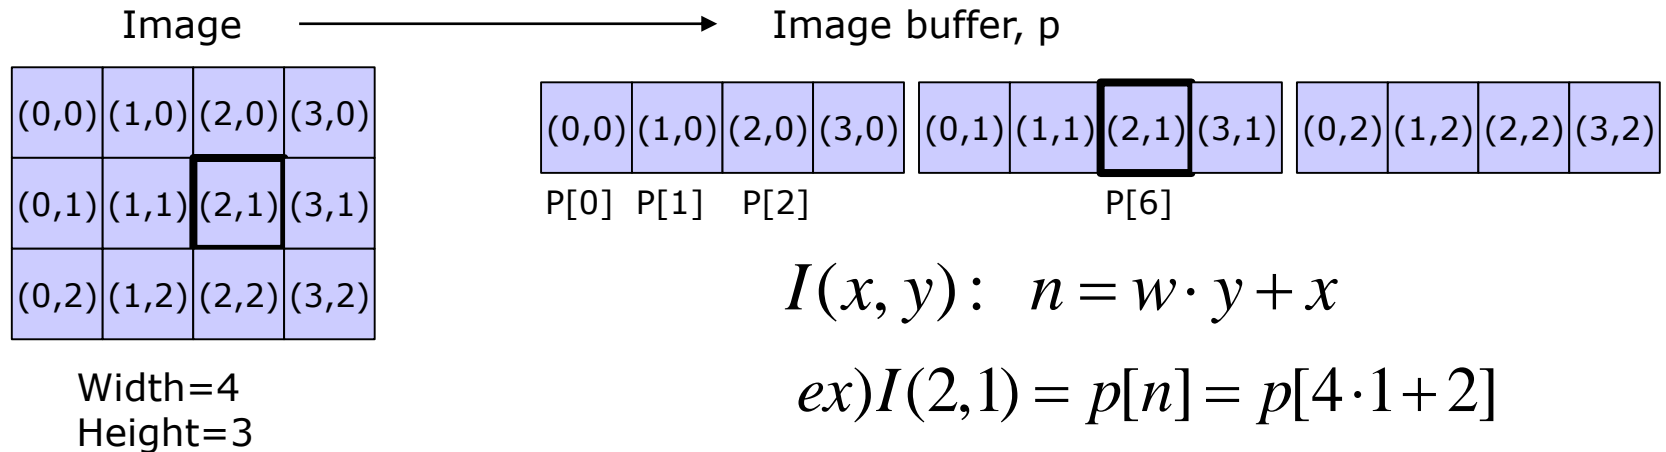 Image
Image buffer, p
(0,0) (1,0) (2,0) (3,0)
(0,1) (1,1) (2,1) (3,1)
(0,2) (1,2) (2,2) (3,2)
Width=4
Height=3
(0,0) (1,0) (2,0) (3,0) (0,1) (1,1) (2,1) (3,1) (0,2) (1,2) (2,2) (3,2)
P[0] P[1] P[2] P[6]
I(x, y) : n = w · y + x
ex)I(2,1) = p[n] = p[4·1+2]